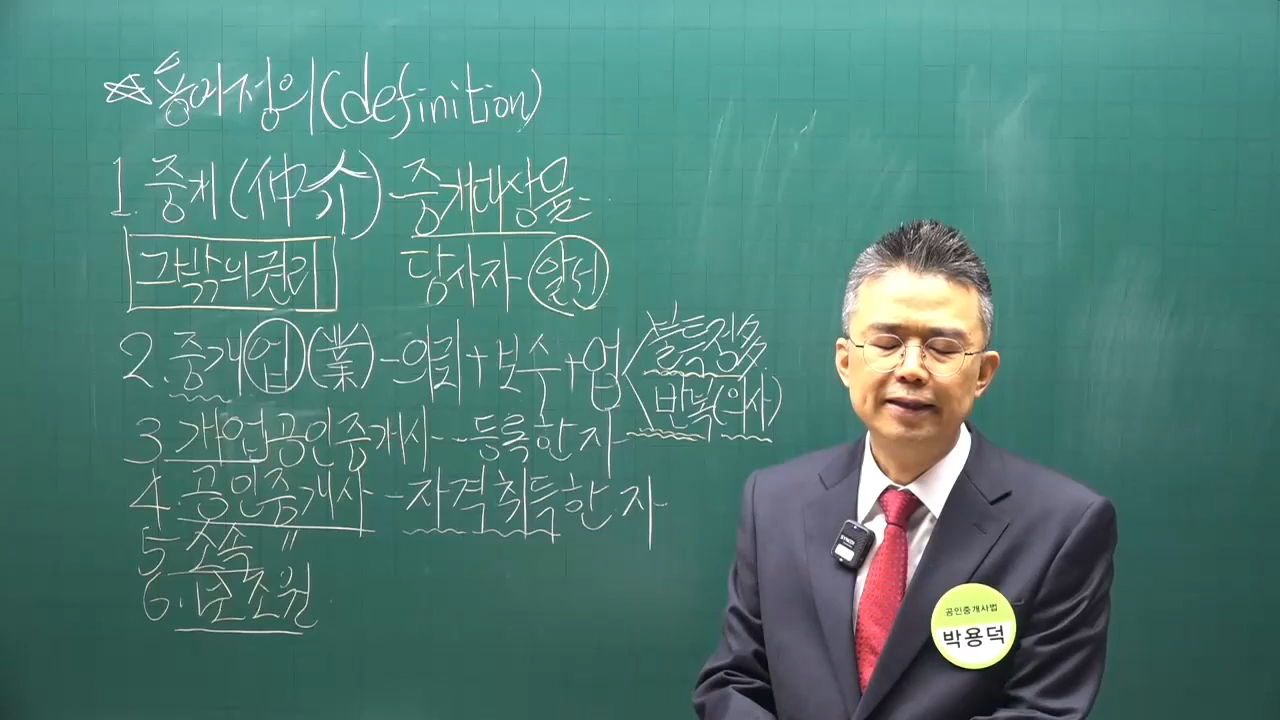 ☆용어정의(definition)
1. 중개(仲介)-중개대상물
그밖의권리 당사자-알선
2. 중개업(業)-의뢰+보수+업<불특정多
반복(의사)
3. 개업공인중개사--등록한 자
4. 공인중개사-자격취득한 자
5. 소속 〃
6. 보조원
공인중개사법
박용덕